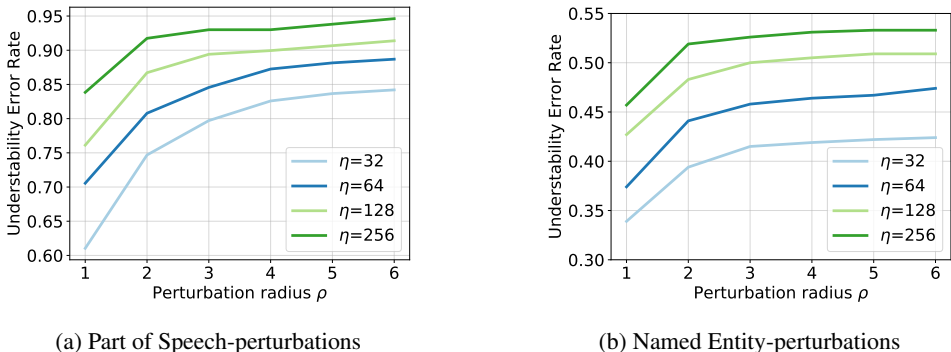 0.95
0.90
0.85
0.80
0.75
0.70
0.65
0.60
Understability Error Rate
η=32
η=64
η=128
η=256
1 2 3 4 5 6
Perturbation radius ρ
(a) Part of Speech-perturbations
0.55
0.50
0.45
0.40
0.35
0.30
Understability Error Rate
η=32
η=64
η=128
η=256
1 2 3 4 5 6
Perturbation radius ρ
(b) Named Entity-perturbations